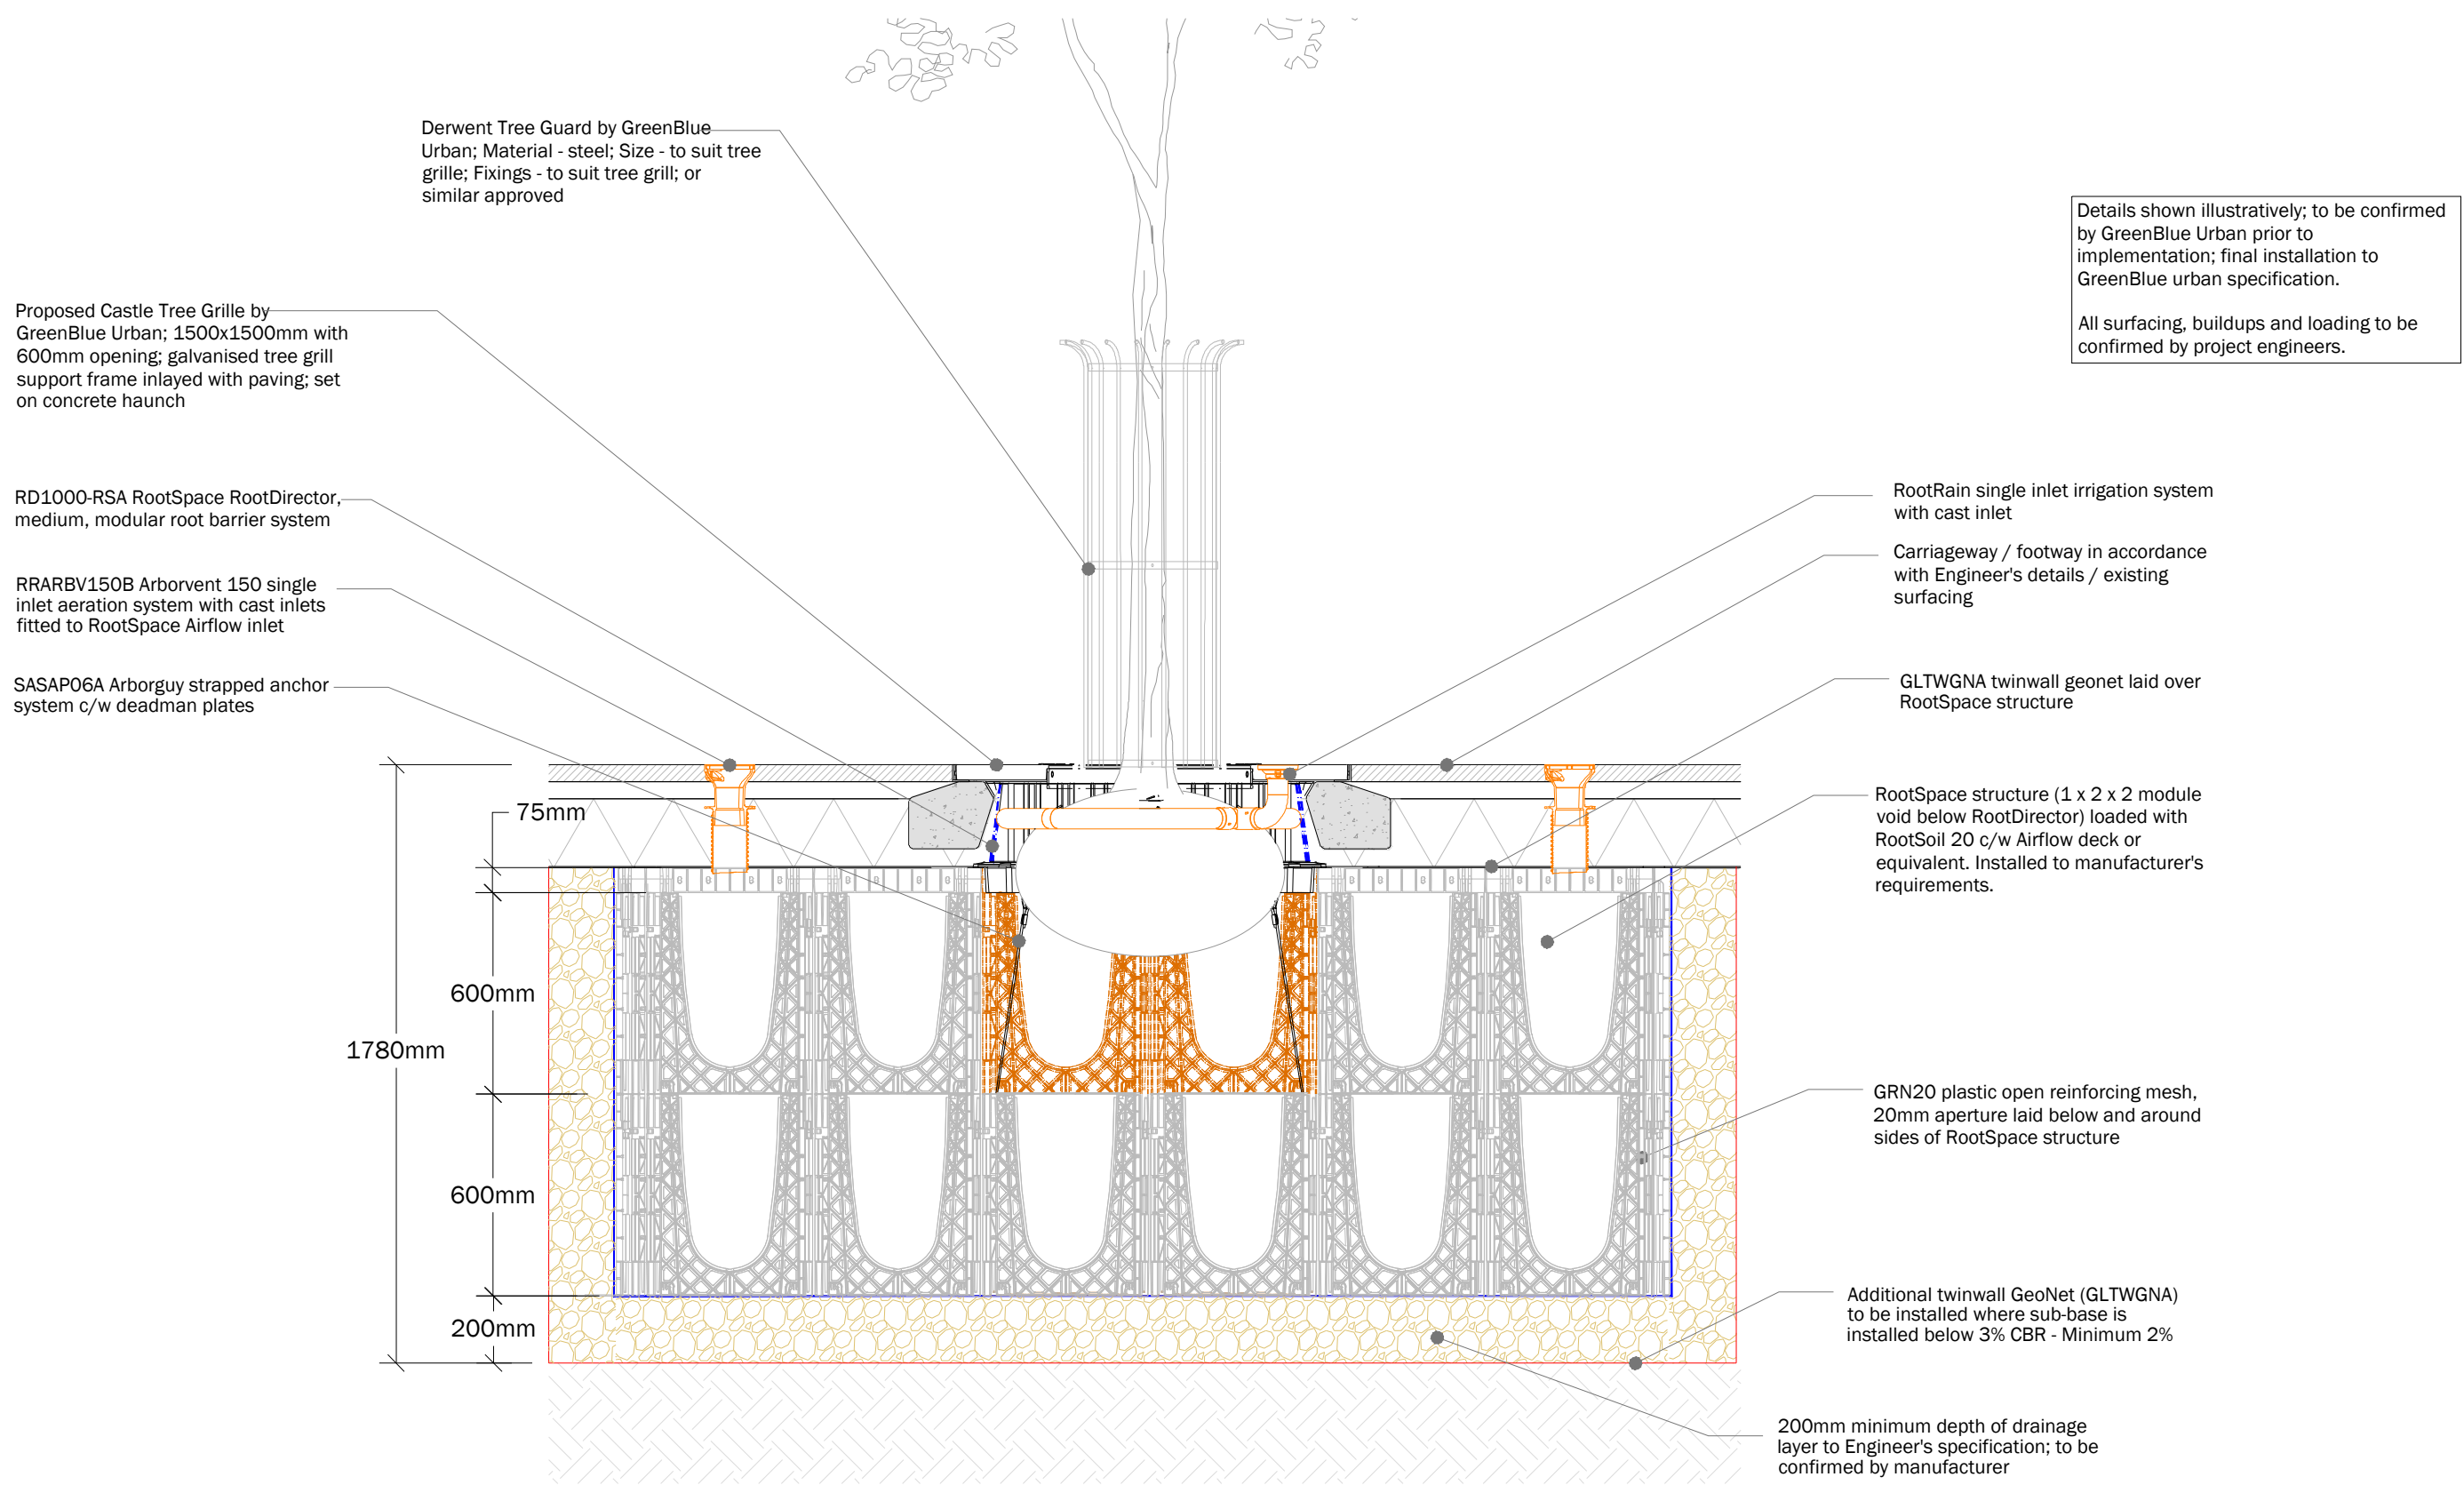 Derwent Tree Guard by GreenBlue
Urban; Material - steel; Size - to suit tree
grille; Fixings - to suit tree grill; or
similar approved
Details shown illustratively; to be confirmed
by GreenBlue Urban prior to
implementation; final installation to
GreenBlue urban specification.
All surfacing, buildups and loading to be
confirmed by project engineers.
Proposed Castle Tree Grille by
GreenBlue Urban; 1500x1500mm with
600mm opening; galvanised tree grill
support frame inlayed with paving; set
on concrete haunch
RD1000-RSA RootSpace RootDirector,
medium, modular root barrier system
RRARBV150B Arborvent 150 single
inlet aeration system with cast inlets
fitted to RootSpace Airflow inlet
SASAP06A Arborguy strapped anchor
system c/w deadman plates
RootRain single inlet irrigation system
with cast inlet
Carriageway / footway in accordance
with Engineer's details / existing
surfacing
GLTWGNA twinwall geonet laid over
RootSpace structure
RootSpace structure (1 x 2 x 2 module
void below RootDirector) loaded with
RootSoil 20 c/w Airflow deck or
equivalent. Installed to manufacturer's
requirements.
GRN20 plastic open reinforcing mesh,
20mm aperture laid below and around
sides of RootSpace structure
Additional twinwall GeoNet (GLTWGNA)
to be installed where sub-base is
installed below 3% CBR - Minimum 2%
200mm minimum depth of drainage
layer to Engineer's specification; to be
confirmed by manufacturer
75mm
600mm
1780mm
600mm
200mm